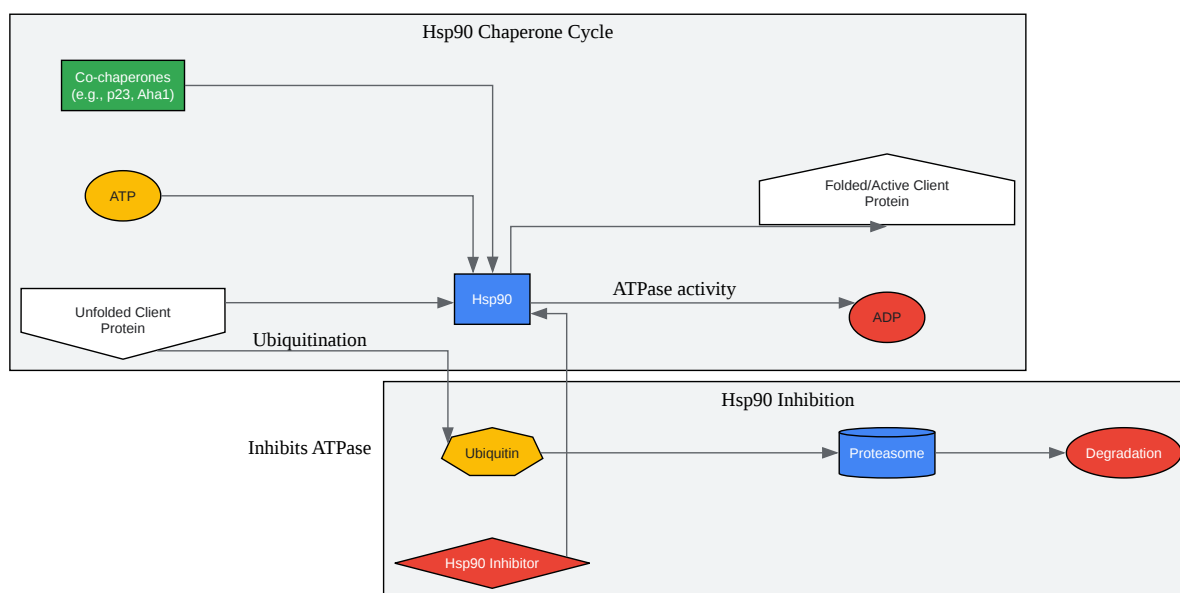 Hsp90 Chaperone Cycle
Co-chaperones
(e.g., p23, Aha1)
ATP
Folded/Active Client
Protein
Unfolded Client
Protein
Hsp90
ATPase activity
ADP
Ubiquitination
Hsp90 Inhibition
Inhibits ATPase
Ubiquitin
Proteasome
Degradation
Hsp90 Inhibitor